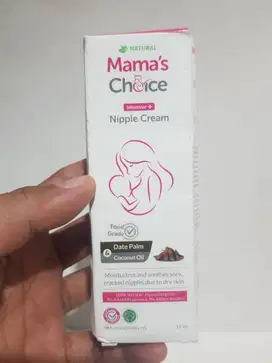 NATURAL
Mama's
Choice
Intensive +
Nipple Cream
Food
Grade
Date Palm
& Coconut Oil
Moisturizes and soothes sore,
cracked nipples due to dry skin